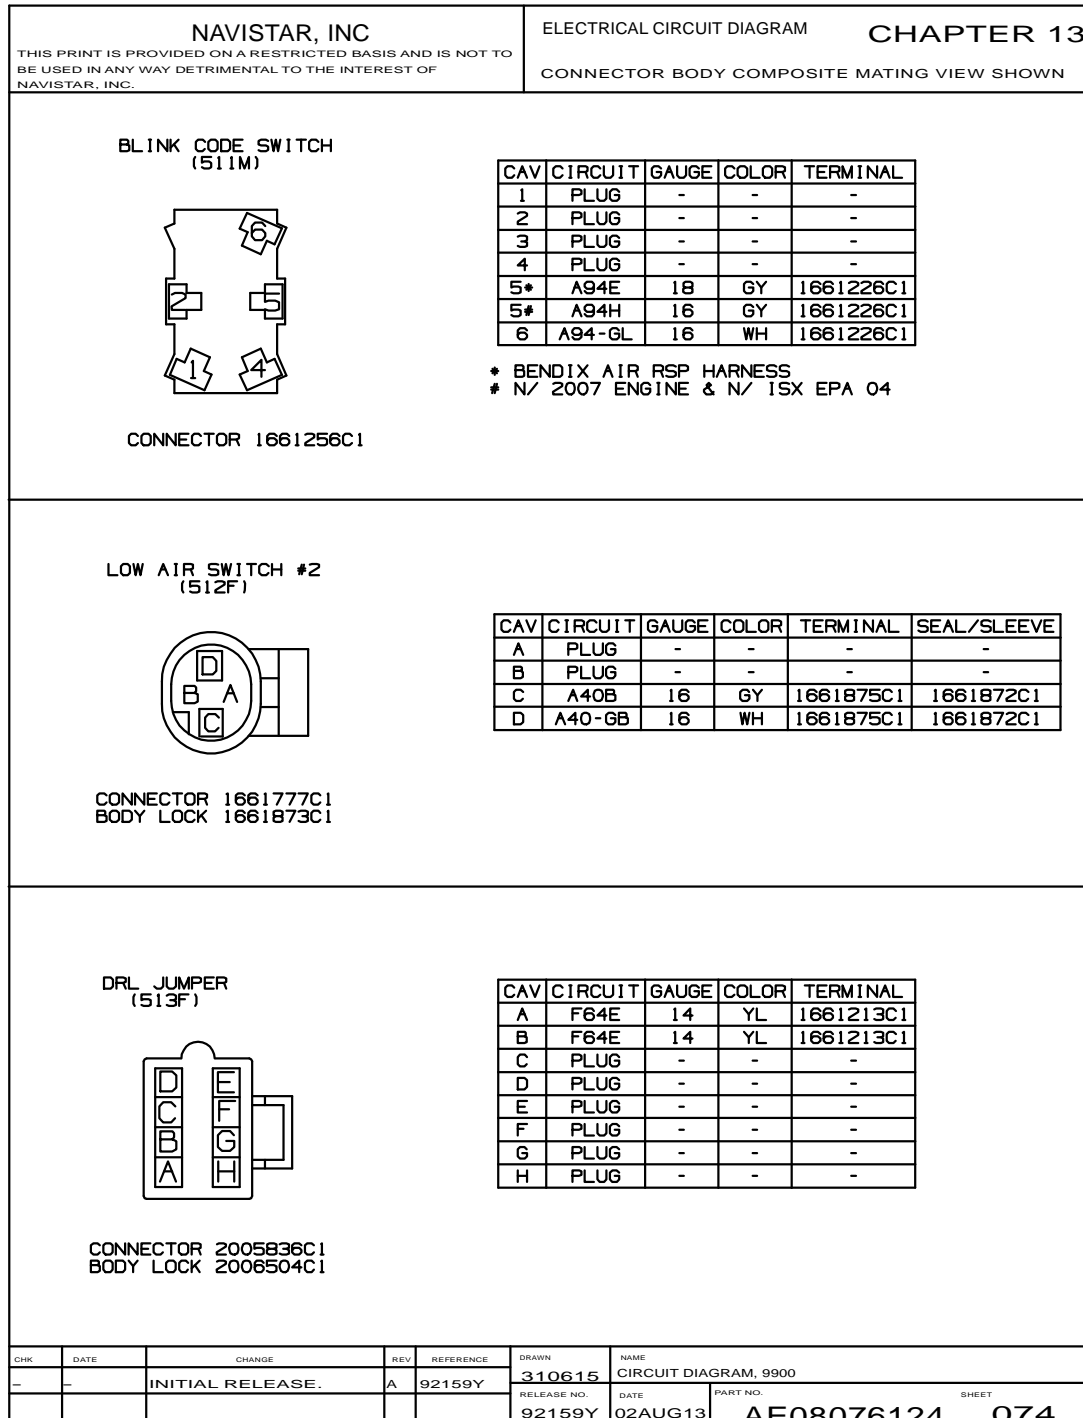 NAVISTAR, INC
THIS PRINT IS PROVIDED ON A RESTRICTED BASIS AND IS NOT TO
BE USED IN ANY WAY DETRIMENTAL TO THE INTEREST OF
NAVISTAR, INC.
ELECTRICAL CIRCUIT DIAGRAM CHAPTER 13
CONNECTOR BODY COMPOSITE MATING VIEW SHOWN
BLINK CODE SWITCH
(511M)
6
2 5
1 4
CONNECTOR 1661256C1
CAV CIRCUIT GAUGE COLOR TERMINAL
1 PLUG - - -
2 PLUG - - -
3 PLUG - - -
4 PLUG - - -
5* A94E 18 GY 1661226C1
5# A94H 16 GY 1661226C1
6 A94-GL 16 WH 1661226C1
* BENDIX AIR RSP HARNESS
# N/ 2007 ENGINE & N/ ISX EPA 04
LOW AIR SWITCH #2
(512F)
D
B A
C
CONNECTOR 1661777C1
BODY LOCK 1661873C1
CAV CIRCUIT GAUGE COLOR TERMINAL SEAL/SLEEVE
A PLUG - - - -
B PLUG - - - -
C A40B 16 GY 1661875C1 1661872C1
D A40-GB 16 WH 1661875C1 1661872C1
DRL JUMPER
(513F)
D E
C F
B G
A H
CONNECTOR 2005836C1
BODY LOCK 2006504C1
CAV CIRCUIT GAUGE COLOR TERMINAL
A F64E 14 YL 1661213C1
B F64E 14 YL 1661213C1
C PLUG - - -
D PLUG - - -
E PLUG - - -
F PLUG - - -
G PLUG - - -
H PLUG - - -
CHK DATE CHANGE REV REFERENCE
– – INITIAL RELEASE. A 92159Y
DRAWN
310615
NAME
CIRCUIT DIAGRAM, 9900
RELEASE NO.
92159Y
DATE
02AUG13
PART NO.
AE08076124
SHEET
074